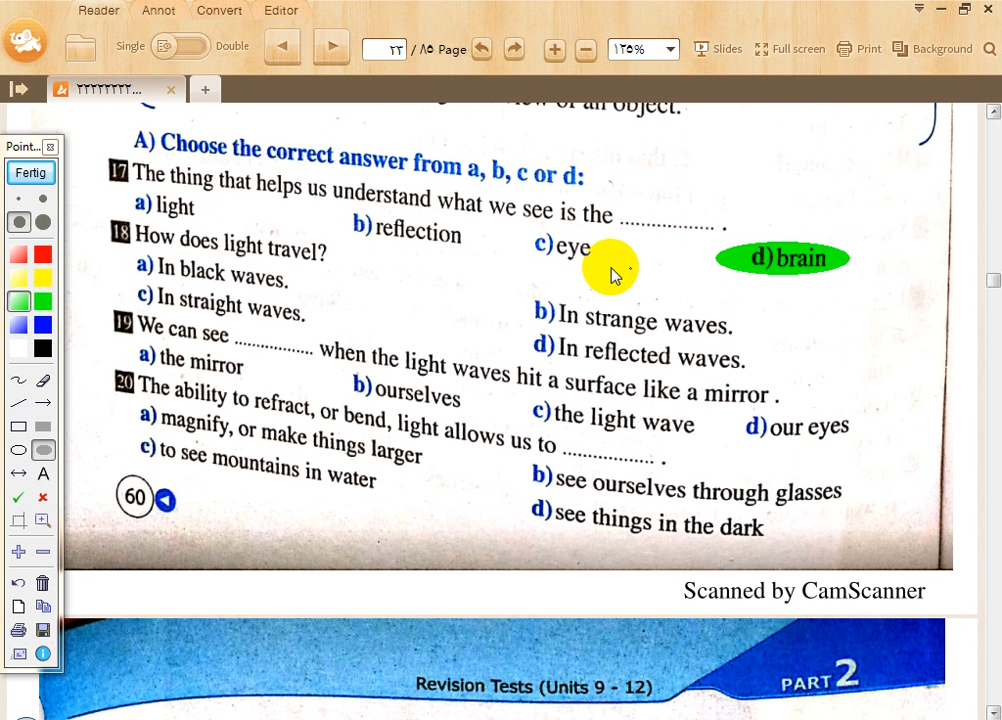 Reader Annot Convert Editor
Single Double ٢٢ / ٨٥ Page ١٢٥% Slides Full screen Print Background
٢٢٢٢٢٢٢٢...
Point...
Fertig
of an object.
A) Choose the correct answer from a, b, c or d:
17 The thing that helps us understand what we see is the ................ .
a) light b) reflection c) eye d) brain
18 How does light travel?
a) In black waves. b) In strange waves.
c) In straight waves. d) In reflected waves.
19 We can see ................ when the light waves hit a surface like a mirror .
a) the mirror b) ourselves c) the light wave d) our eyes
20 The ability to refract, or bend, light allows us to ................ .
a) magnify, or make things larger b) see ourselves through glasses
c) to see mountains in water d) see things in the dark
60
Scanned by CamScanner
Revision Tests (Units 9 - 12) PART 2